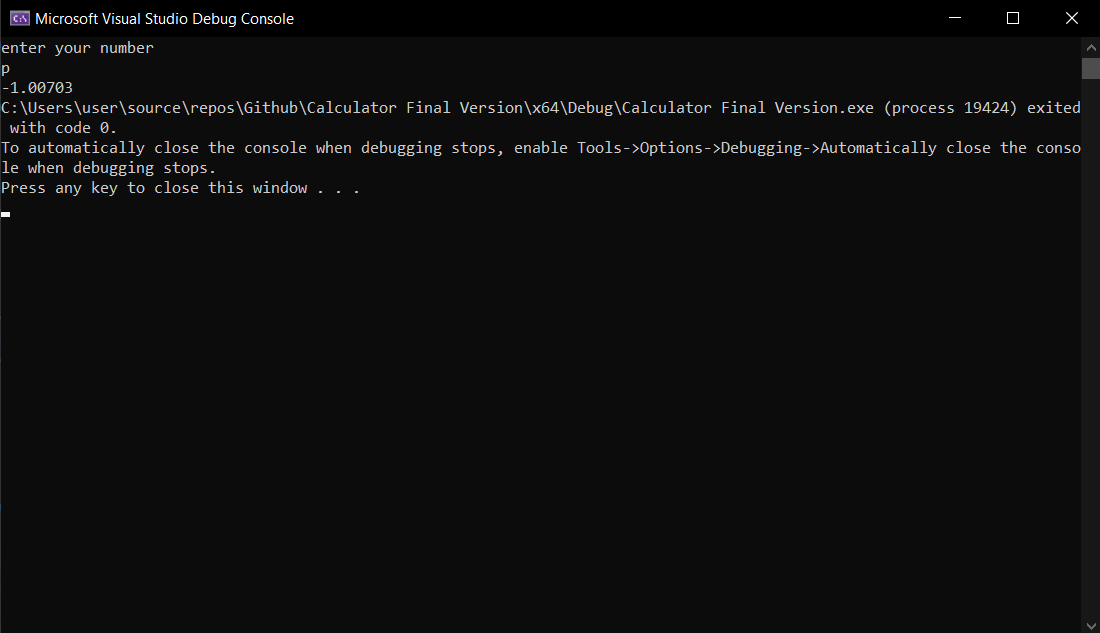 Microsoft Visual Studio Debug Console
enter your number
p
-1.00703
C:\Users\user\source\repos\Github\Calculator Final Version\x64\Debug\Calculator Final Version.exe (process 19424) exited
 with code 0.
To automatically close the console when debugging stops, enable Tools->Options->Debugging->Automatically close the conso
le when debugging stops.
Press any key to close this window . . .